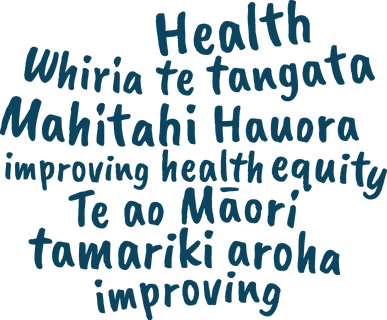 Health
Whiria te tangata
Mahitahi Hauora
improving health equity
Te ao Māori
tamariki aroha
improving